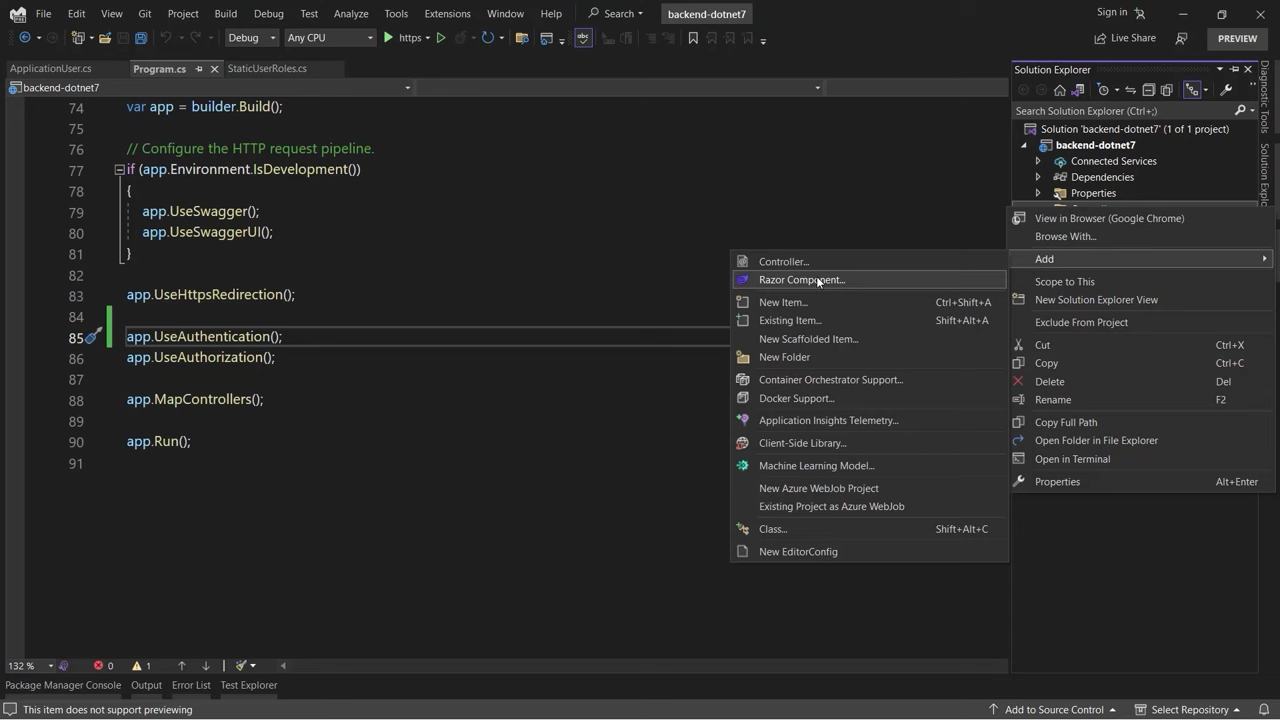 File Edit View Git Project Build Debug Test Analyze Tools Extensions Window Help Search backend-dotnet7 Sign in
Debug Any CPU https abc Live Share PREVIEW
ApplicationUser.cs Program.cs StaticUserRoles.cs
backend-dotnet7
74 var app = builder.Build();
75
76 // Configure the HTTP request pipeline.
77 if (app.Environment.IsDevelopment())
78 {
79 app.UseSwagger();
80 app.UseSwaggerUI();
81 }
82
83 app.UseHttpsRedirection();
84
85 app.UseAuthentication();
86 app.UseAuthorization();
87
88 app.MapControllers();
89
90 app.Run();
91
Controller...
Razor Component...
New Item... Ctrl+Shift+A
Existing Item... Shift+Alt+A
New Scaffolded Item...
New Folder
Container Orchestrator Support...
Docker Support...
Application Insights Telemetry...
Client-Side Library...
Machine Learning Model...
New Azure WebJob Project
Existing Project as Azure WebJob
Class... Shift+Alt+C
New EditorConfig
Solution Explorer
Search Solution Explorer (Ctrl+;)
Solution 'backend-dotnet7' (1 of 1 project)
backend-dotnet7
Connected Services
Dependencies
Properties
View in Browser (Google Chrome)
Browse With...
Add
Scope to This
New Solution Explorer View
Exclude From Project
Cut Ctrl+X
Copy Ctrl+C
Delete Del
Rename F2
Copy Full Path
Open Folder in File Explorer
Open in Terminal
Properties Alt+Enter
Diagnostic Tools
132 % 0 1
Package Manager Console Output Error List Test Explorer
This item does not support previewing Add to Source Control Select Repository